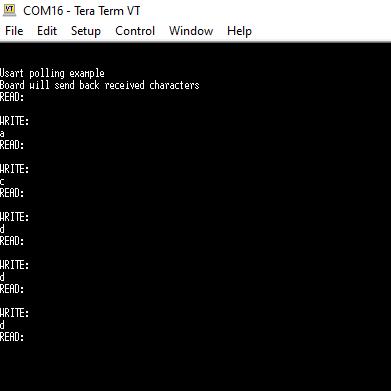 VT COM16 - Tera Term VT
File Edit Setup Control Window Help
Usart polling example
Board will send back received characters
READ:
WRITE:
a
READ:
WRITE:
c
READ:
WRITE:
d
READ:
WRITE:
d
READ:
WRITE:
d
READ: